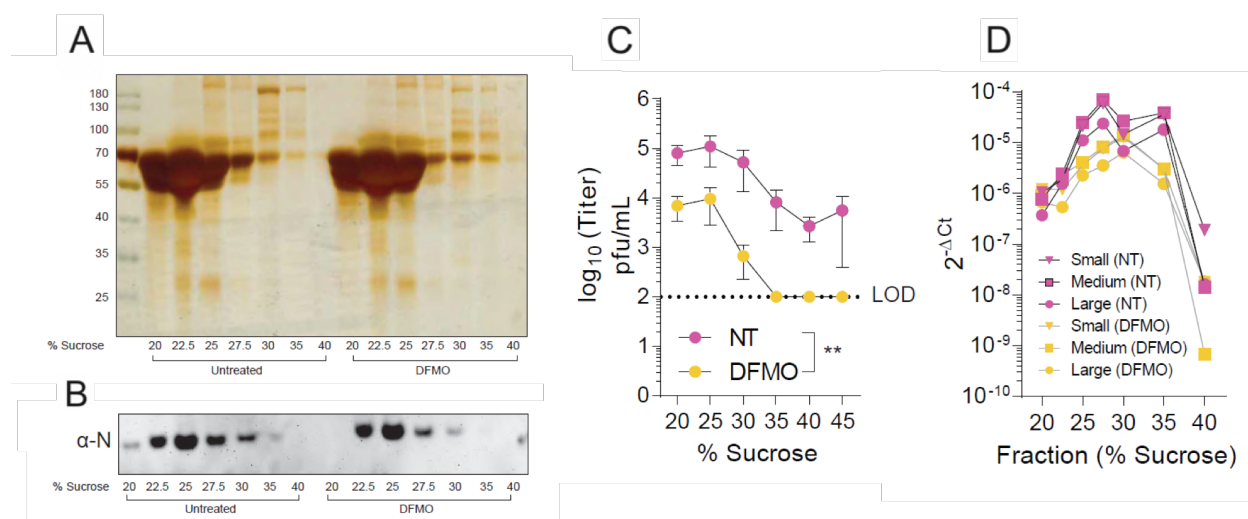 A
180
130
100
70
55
40
35
25
% Sucrose 20 22.5 25 27.5 30 35 40 20 22.5 25 27.5 30 35 40
Untreated DFMO
B
α-N
% Sucrose 20 22.5 25 27.5 30 35 40 20 22.5 25 27.5 30 35 40
Untreated DFMO
C
log10 (Titer)
pfu/mL
6
5
4
3
2
1
0
LOD
NT
DFMO
**
20 25 30 35 40 45
% Sucrose
D
2-ΔCt
10-4
10-5
10-6
10-7
10-8
10-9
10-10
Small (NT)
Medium (NT)
Large (NT)
Small (DFMO)
Medium (DFMO)
Large (DFMO)
20 25 30 35 40
Fraction (% Sucrose)